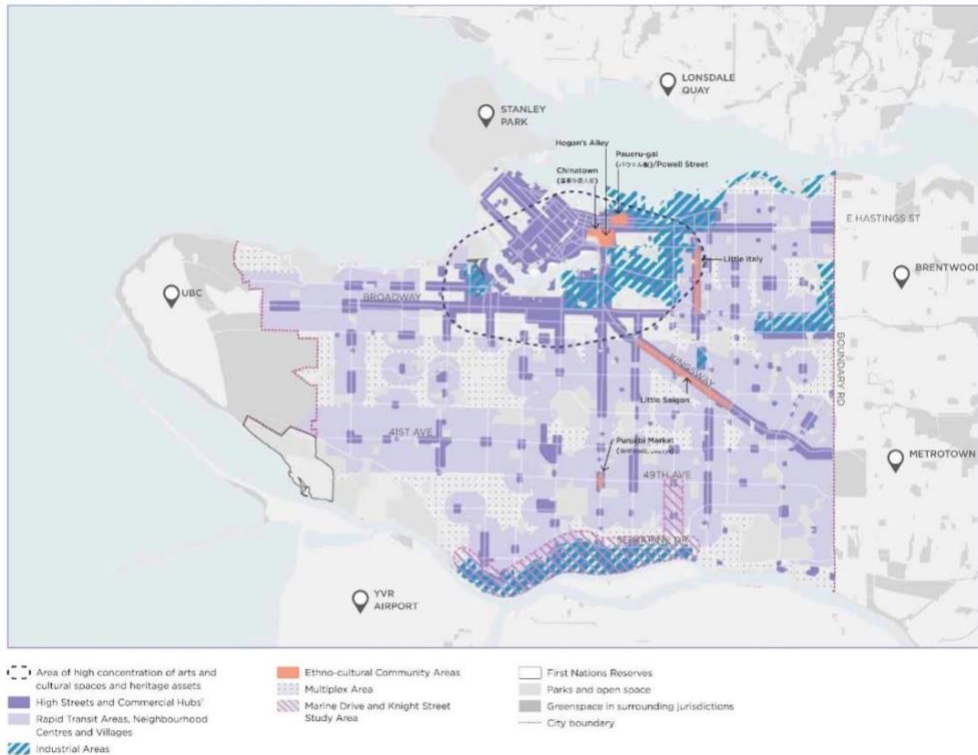 LONSDALE
QUAY
STANLEY
PARK
Hogan's Alley
Paueru-gai
/Powell Street
Chinatown
E HASTINGS ST
Little Italy
BRENTWOOD
UBC
BROADWAY
BOUNDARY RD
KINGSWAY
Little Saigon
41ST AVE
Punjabi Market
METROTOWN
49TH AVE
YVR
AIRPORT
Area of high concentration of arts and
cultural spaces and heritage assets
High Streets and Commercial Hubs
Rapid Transit Areas, Neighbourhood
Centres and Villages
Industrial Areas
Ethno-cultural Community Areas
Multiplex Area
Marine Drive and Knight Street
Study Area
First Nations Reserves
Parks and open space
Greenspace in surrounding jurisdictions
City boundary